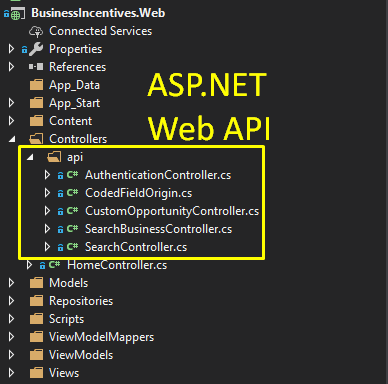 BusinessIncentives.Web
Connected Services
Properties
References
App_Data
App_Start
Content
Controllers
api
C# AuthenticationController.cs
C# CodedFieldOrigin.cs
C# CustomOpportunityController.cs
C# SearchBusinessController.cs
C# SearchController.cs
C# HomeController.cs
Models
Repositories
Scripts
ViewModelMappers
ViewModels
Views
ASP.NET
Web API